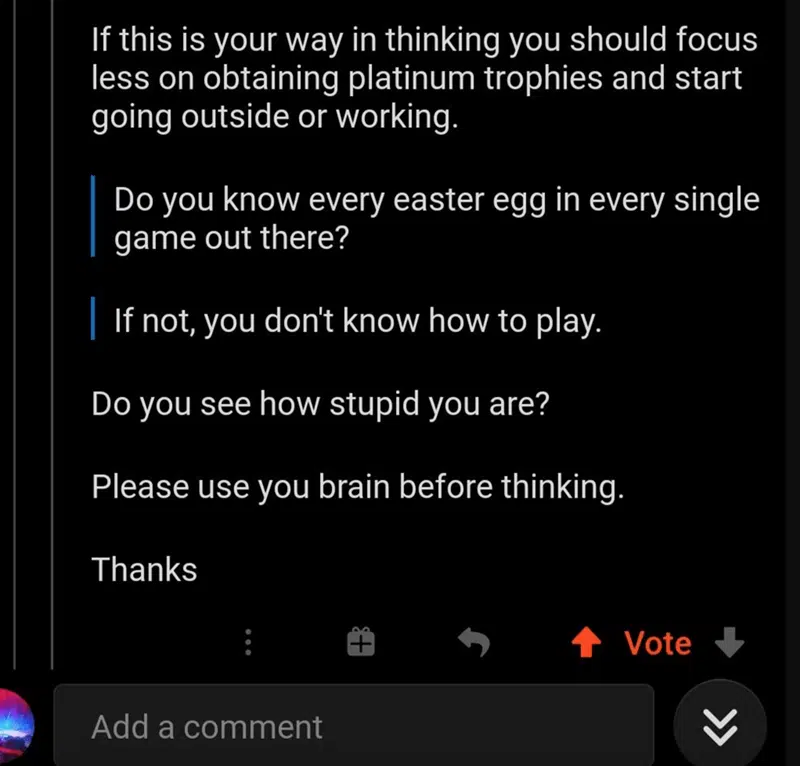 If this is your way in thinking you should focus
less on obtaining platinum trophies and start
going outside or working.
Do you know every easter egg in every single
game out there?
If not, you don't know how to play.
Do you see how stupid you are?
Please use you brain before thinking.
Thanks
Vote
Add a comment